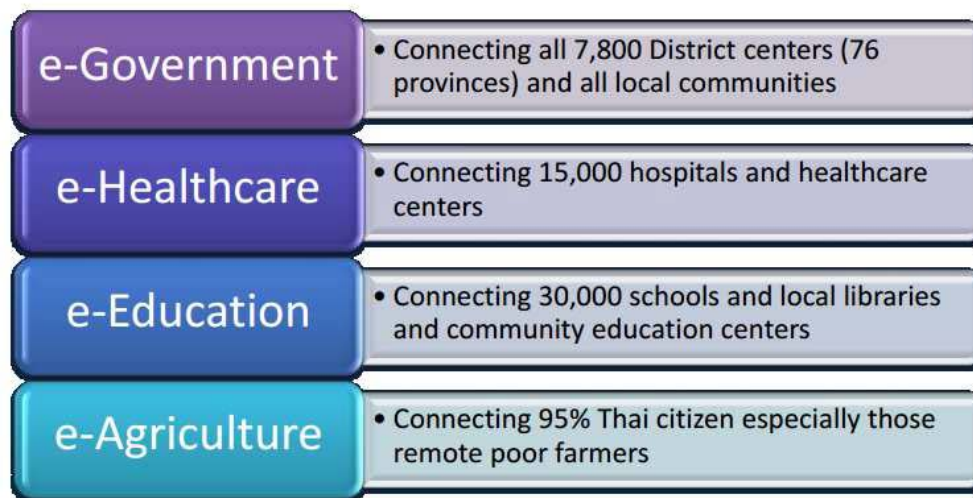 e-Government
• Connecting all 7,800 District centers (76
provinces) and all local communities
e-Healthcare
• Connecting 15,000 hospitals and healthcare
centers
e-Education
• Connecting 30,000 schools and local libraries
and community education centers
e-Agriculture
• Connecting 95% Thai citizen especially those
remote poor farmers